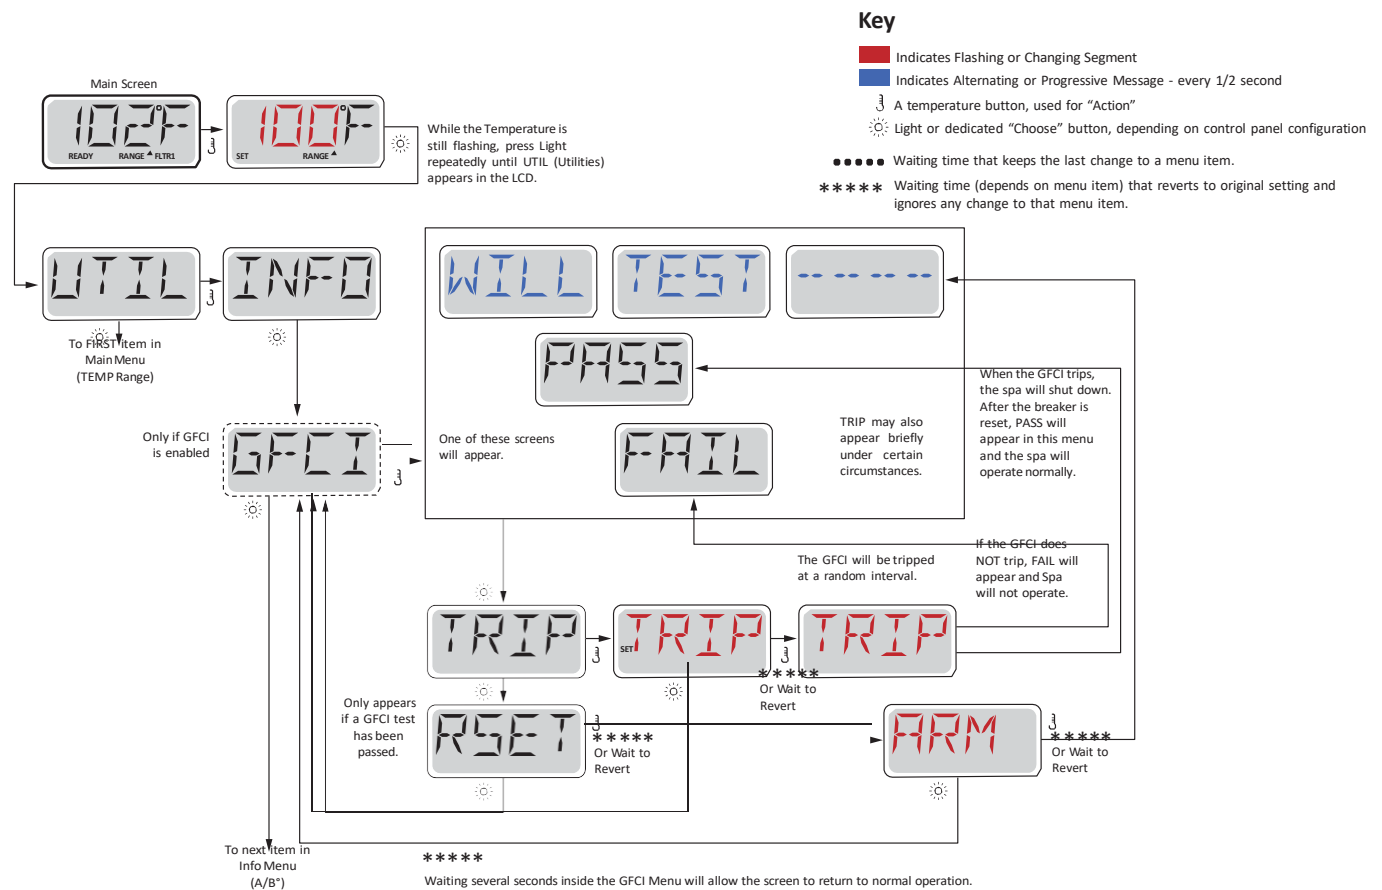 Key
Indicates Flashing or Changing Segment
Indicates Alternating or Progressive Message - every 1/2 second
A temperature button, used for “Action”
Light or dedicated “Choose” button, depending on control panel configuration
Waiting time that keeps the last change to a menu item.
***** Waiting time (depends on menu item) that reverts to original setting and
ignores any change to that menu item.
Main Screen
102°F
READY RANGE FLTR1
100°F
SET RANGE
While the Temperature is
still flashing, press Light
repeatedly until UTIL (Utilities)
appears in the LCD.
UTIL
INFO
To FIRST item in
Main Menu
(TEMP Range)
WILL
TEST
-- -- -- --
PASS
FAIL
When the GFCI trips,
the spa will shut down.
After the breaker is
reset, PASS will
appear in this menu
and the spa will
operate normally.
TRIP may also
appear briefly
under certain
circumstances.
Only if GFCI
is enabled
GFCI
One of these screens
will appear.
The GFCI will be tripped
at a random interval.
If the GFCI does
NOT trip, FAIL will
appear and Spa
will not operate.
TRIP
SET TRIP
TRIP
*****
Or Wait to
Revert
Only appears
if a GFCI test
has been
passed.
RSET
*****
Or Wait to
Revert
ARM
*****
Or Wait to
Revert
To next item in
Info Menu
(A/B°)
*****
Waiting several seconds inside the GFCI Menu will allow the screen to return to normal operation.